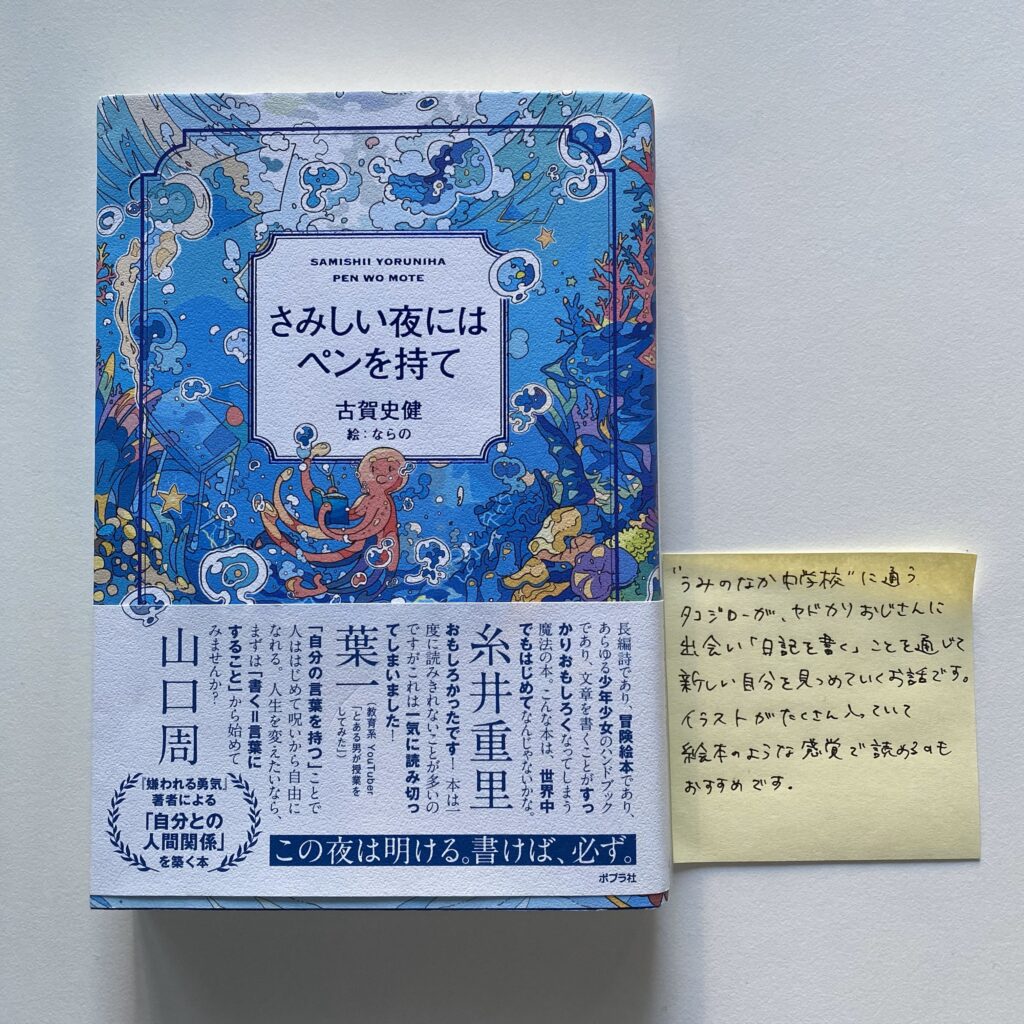 SAMISHII YORUNIHA
PEN WO MOTE
さみしい夜には
ペンを持て
古賀史健
絵:ならの
長編詩であり、冒険絵本であり、
あらゆる少年少女のハンドブック
であり、文章を書くことがすっ
かりおもしろくなってしまう
魔法の本。こんな本は、世界中
でもはじめてなんじゃないかな。
糸井重里
おもしろかったです! 本は一
度に読みきれないことが多いの
ですがこれは一気に読み切っ
てしまいました!
葉一
(教育系 YouTuber
「とある男が授業を
してみた」)
「自分の言葉を持つ」ことで
人ははじめて呪いから自由に
なれる。人生を変えたいなら、
まずは「書く=言葉に
すること」から始めて
みませんか?
山口周
『嫌われる勇気』
著者による
「自分との
人間関係」
を築く本
この夜は明ける。書けば、必ず。
ポプラ社
"うみのなか中学校"に通う
タコジローが、ヤドカリおじさんに
出会い「日記を書く」ことを通じて
新しい自分を見つめていくお話です。
イラストがたくさん入っていて
絵本のような感覚で読めるのも
おすすめです。